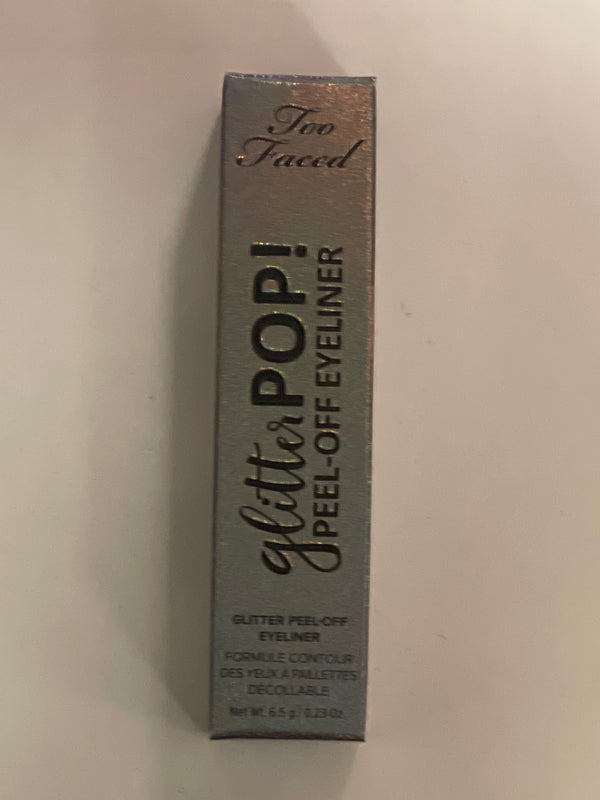 Too
Faced
glitter POP!
PEEL-OFF EYELINER
GLITTER PEEL-OFF
EYELINER
FORMULE CONTOUR
DES YEUX À PAILLETTES
DÉCOLLABLE
Net Wt. 6.5 g | 0.23 Oz.